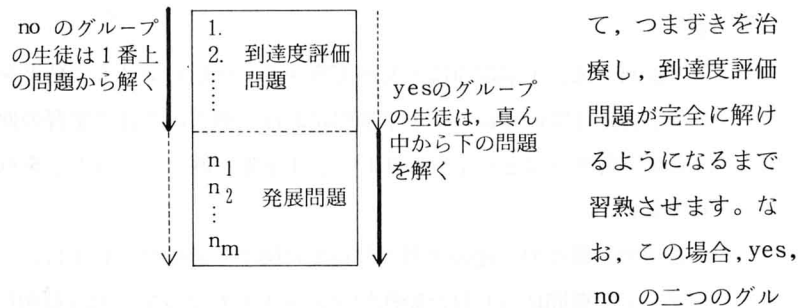 no のグループ
の生徒は1番上
の問題から解く
1.
2. 到達度評価
問題
⋮
n1
n2 発展問題
⋮
nm
yesのグループ
の生徒は，真ん
中から下の問題
を解く
て，つまずきを治
療し，到達度評価
問題が完全に解け
るようになるまで
習熟させます。な
お，この場合，yes，
no の二つのグル